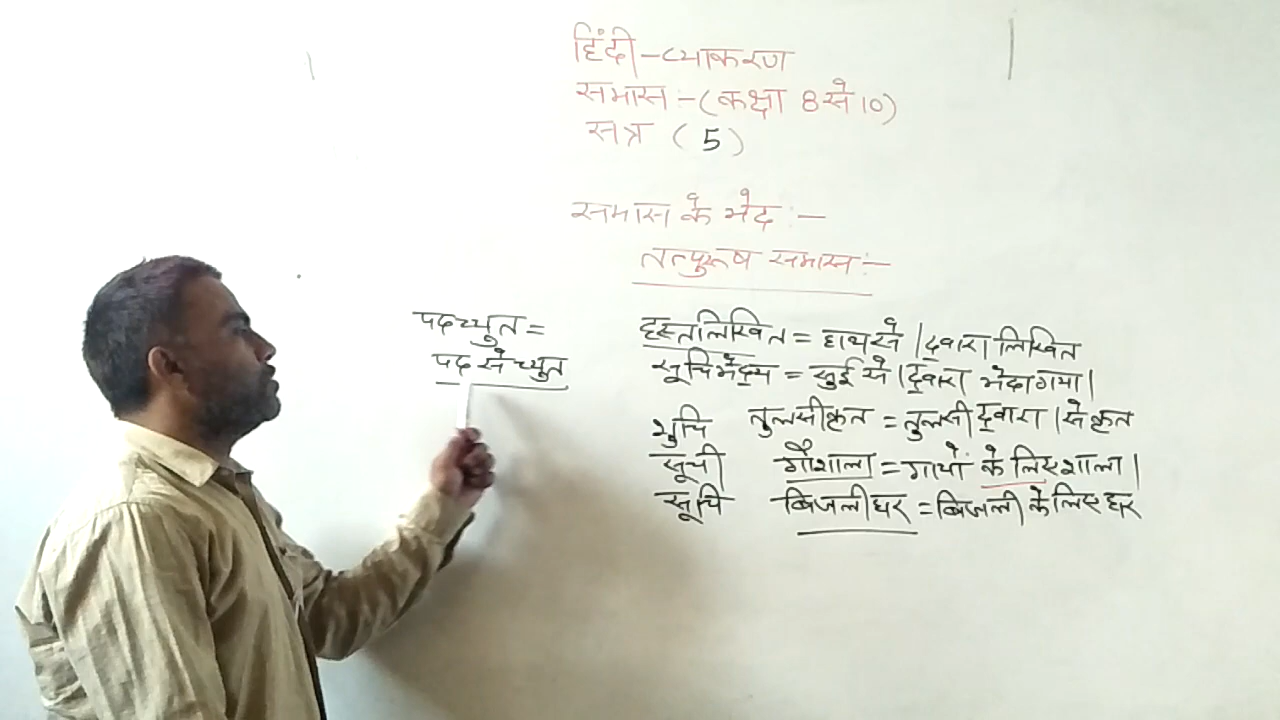 हिंदी-व्याकरण
समास :- (कक्षा 8 से 10)
सत्र (5)
समास के भेद :-
तत्पुरूष समास :-
पदच्युत =
पद से च्युत
हस्तलिखित = हाथ से / द्वारा लिखित
सूचिभेद्य = सुई से / द्वारा भेदा गया।
शुचि तुलसीकृत = तुलसी द्वारा / से कृत
सूची गौशाला = गायों के लिए शाला।
सूचि बिजलीघर = बिजली के लिए घर